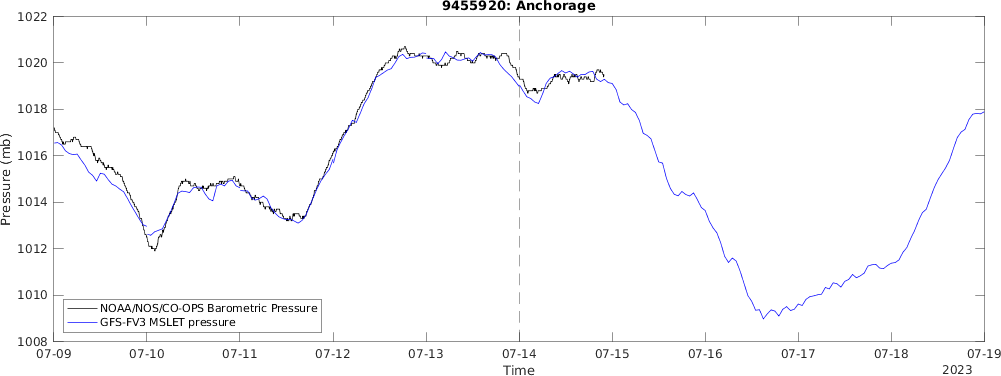 9455920: Anchorage
Pressure (mb)
1022
1020
1018
1016
1014
1012
1010
1008
NOAA/NOS/CO-OPS Barometric Pressure
GFS-FV3 MSLET pressure
07-09 07-10 07-11 07-12 07-13 07-14 07-15 07-16 07-17 07-18 07-19
Time
2023